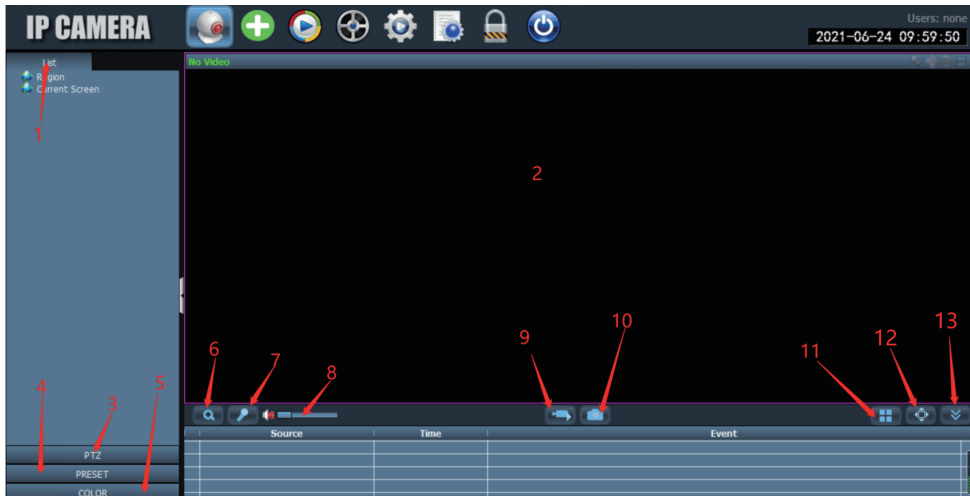 IP CAMERA
Users: none
2021-06-24 09:59:50
List
No Video
Region
Current Screen
1
2
6
7
8
9
10
11
12
13
4
3
5
Source Time Event
PTZ
PRESET
COLOR